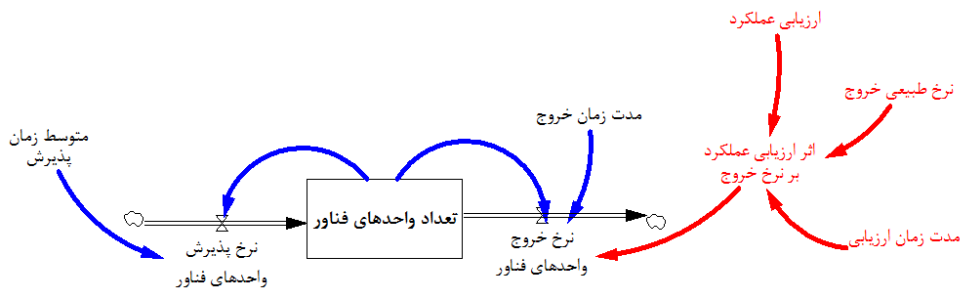 ارزیابی عملکرد
نرخ طبیعی خروج
مدت زمان خروج
متوسط زمان
پذیرش
اثر ارزیابی عملکرد
بر نرخ خروج
تعداد واحدهای فناور
نرخ پذیرش
واحدهای فناور
نرخ خروج
واحدهای فناور
مدت زمان ارزیابی